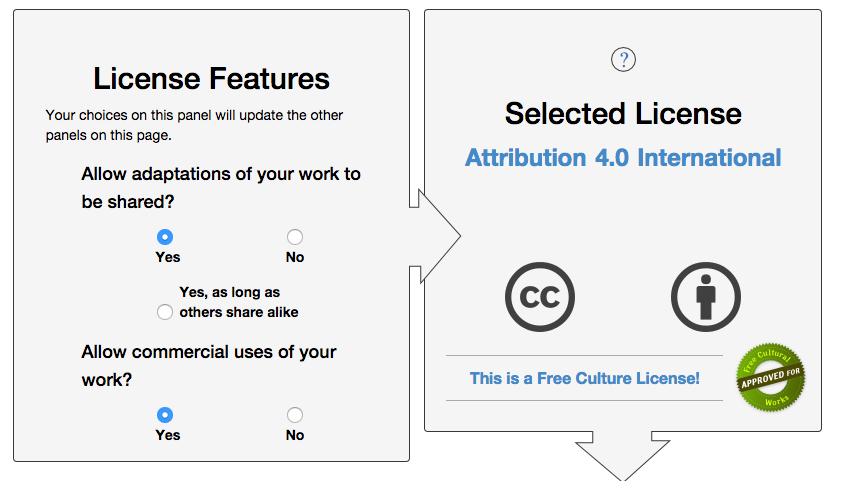 License Features
Your choices on this panel will update the other
panels on this page.
Allow adaptations of your work to
be shared?
Yes
No
Yes, as long as
others share alike
Allow commercial uses of your
work?
Yes
No
?
Selected License
Attribution 4.0 International
CC
This is a Free Culture License!
Free Cultural
APPROVED FOR
Works